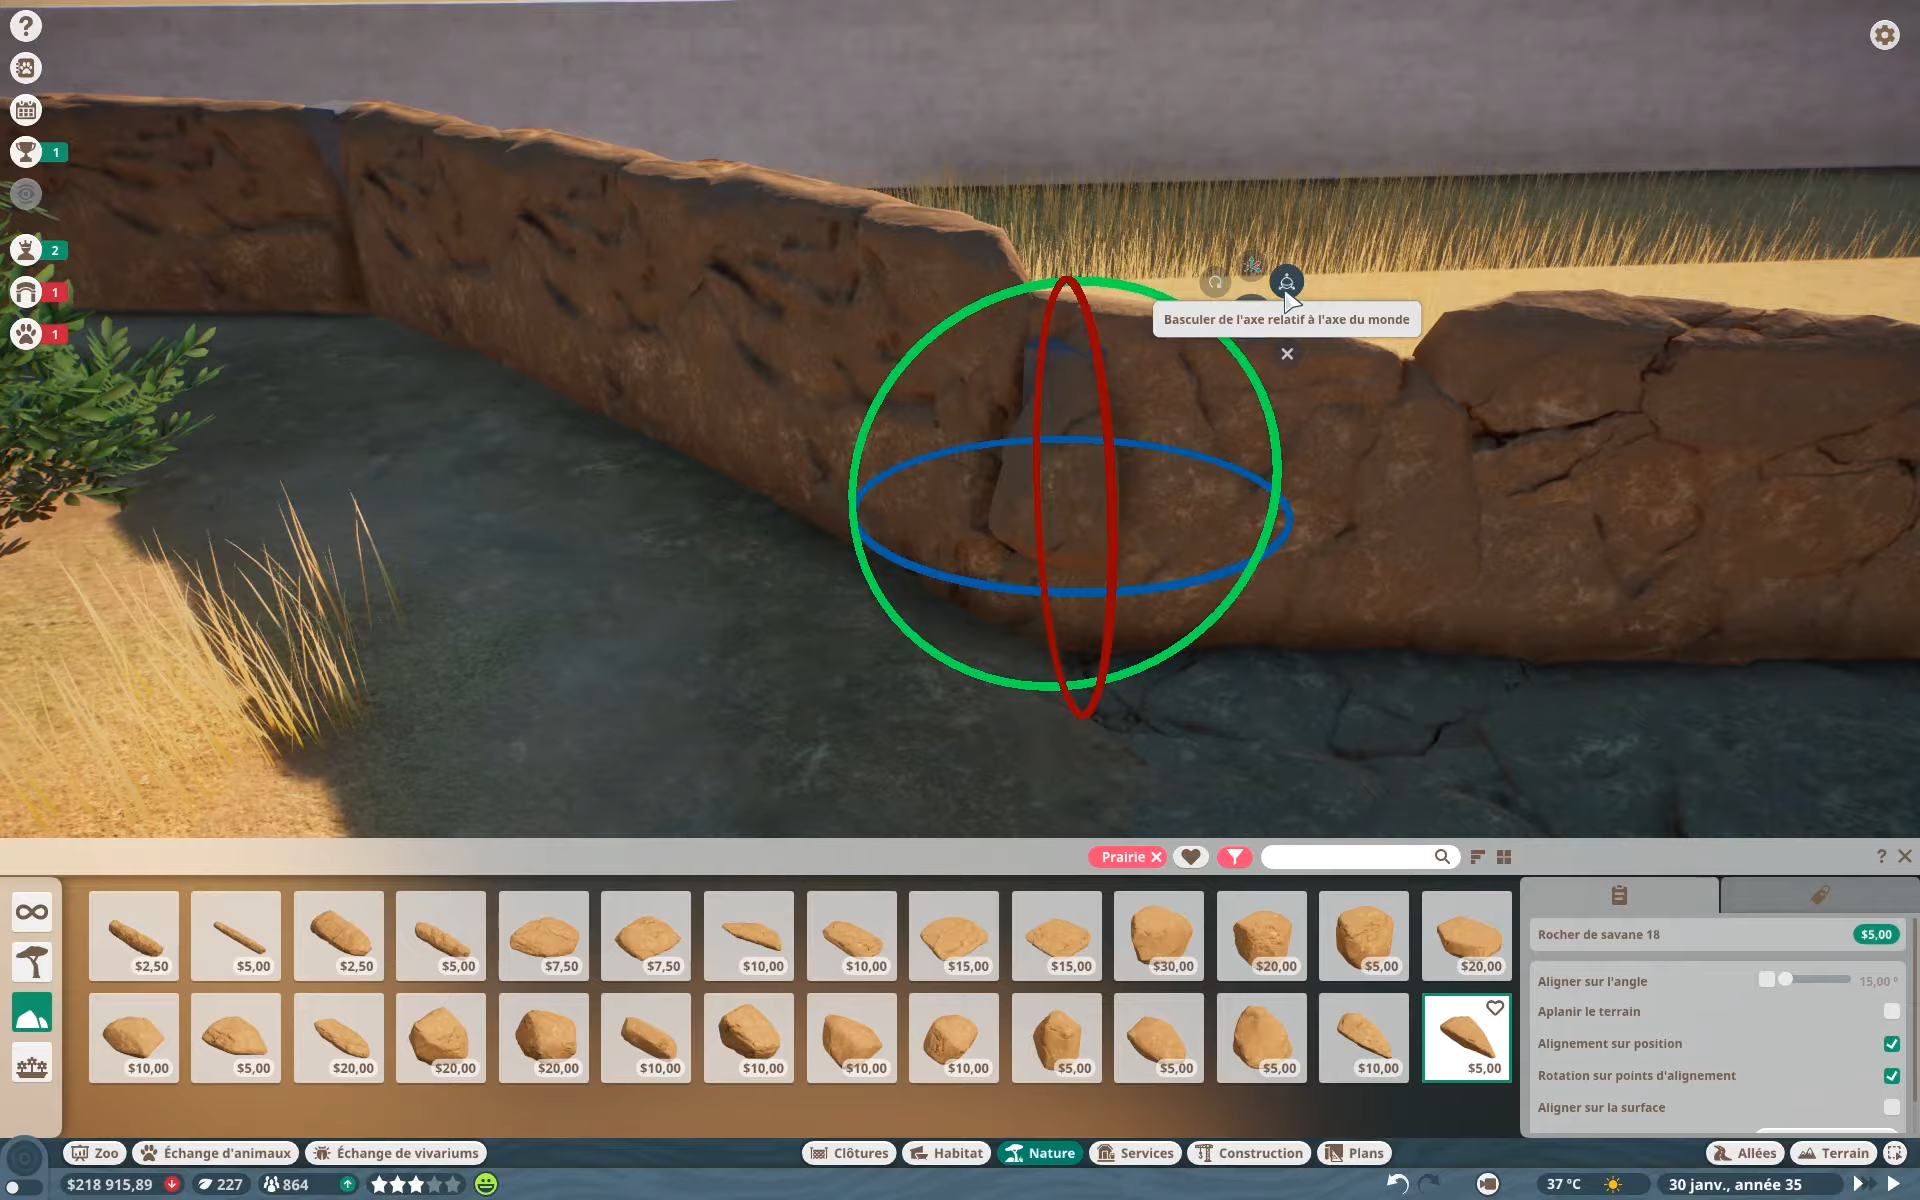 1
2
1
1
Basculer de l'axe relatif à l'axe du monde
Prairie
$2,50 $5,00 $2,50 $5,00 $7,50 $7,50 $10,00 $10,00 $15,00 $15,00 $30,00 $20,00 $5,00 $20,00
$10,00 $5,00 $20,00 $20,00 $20,00 $10,00 $10,00 $10,00 $10,00 $5,00 $5,00 $5,00 $10,00 $5,00
Rocher de savane 18 $5,00
Aligner sur l'angle 15,00 °
Aplanir le terrain
Alignement sur position
Rotation sur points d'alignement
Aligner sur la surface
Zoo Échange d'animaux Échange de vivariums Clôtures Habitat Nature Services Construction Plans Allées Terrain
$218 915,89 227 864 37 °C 30 janv., année 35